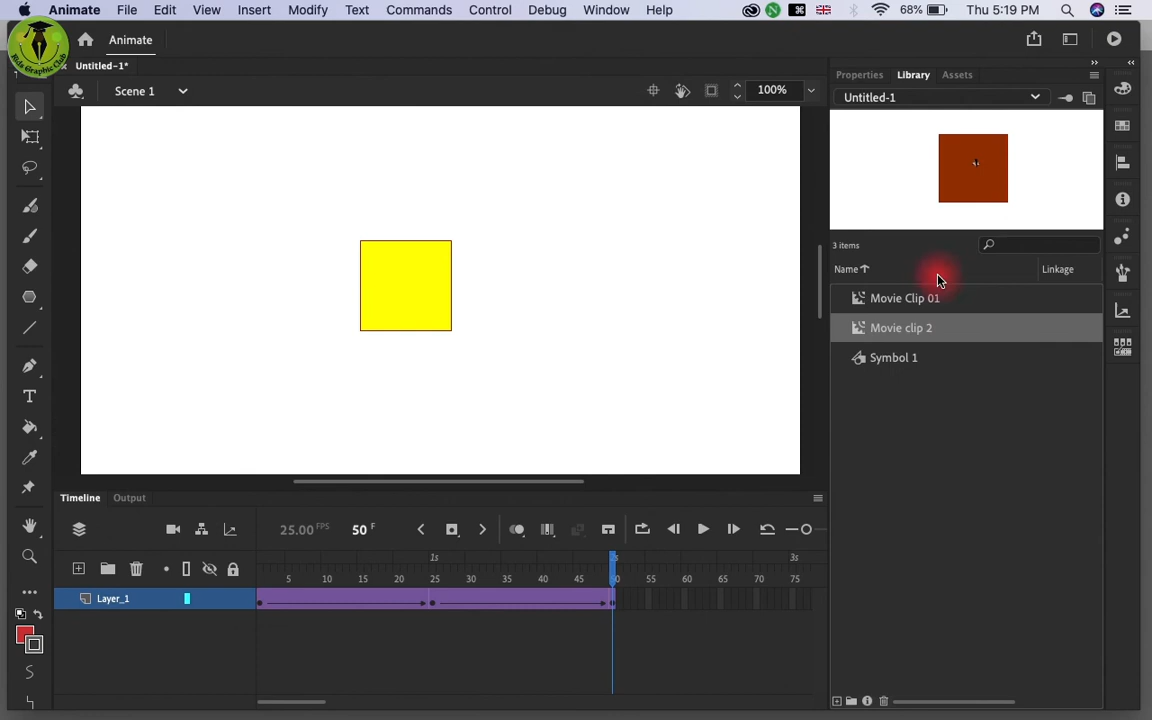 Animate File Edit View Insert Modify Text Commands Control Debug Window Help 68% Thu 5:19 PM
Kids Graphic Club
Animate
Untitled-1*
Properties Library Assets
Scene 1 100%
Untitled-1
3 items
Name Linkage
Movie Clip 01
Movie clip 2
Symbol 1
Timeline Output
25.00 FPS 50 F
1s 2s 3s
5 10 15 20 25 30 35 40 45 50 55 60 65 70 75
Layer_1